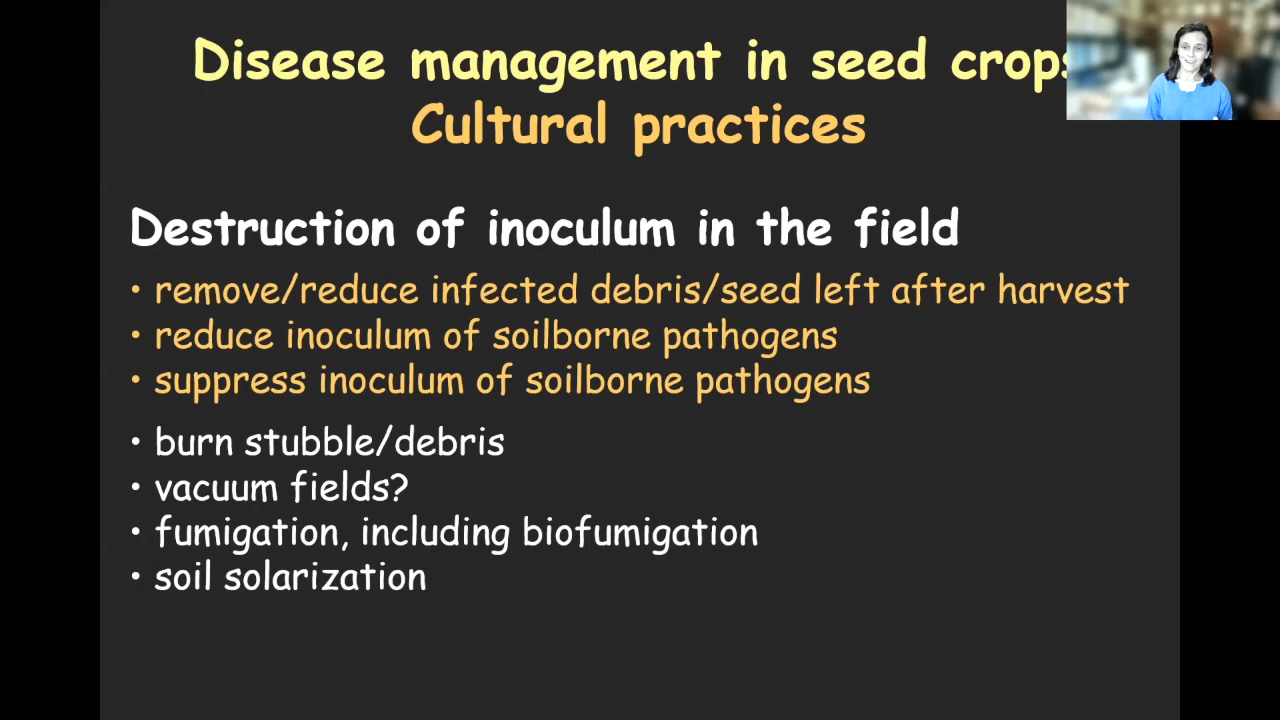 Disease management in seed crops
Cultural practices
Destruction of inoculum in the field
• remove/reduce infected debris/seed left after harvest
• reduce inoculum of soilborne pathogens
• suppress inoculum of soilborne pathogens
• burn stubble/debris
• vacuum fields?
• fumigation, including biofumigation
• soil solarization